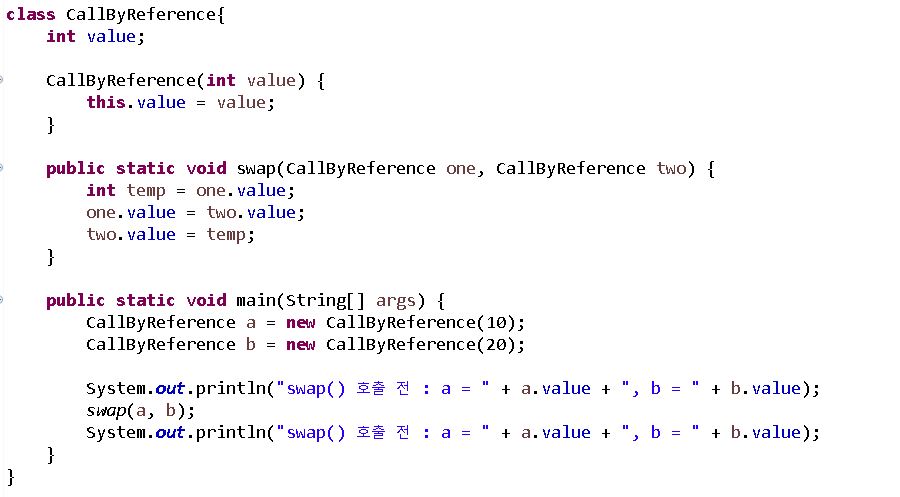 class CallByReference{
    int value;

    CallByReference(int value) {
        this.value = value;
    }

    public static void swap(CallByReference one, CallByReference two) {
        int temp = one.value;
        one.value = two.value;
        two.value = temp;
    }

    public static void main(String[] args) {
        CallByReference a = new CallByReference(10);
        CallByReference b = new CallByReference(20);

        System.out.println("swap() 호출 전 : a = " + a.value + ", b = " + b.value);
        swap(a, b);
        System.out.println("swap() 호출 전 : a = " + a.value + ", b = " + b.value);
    }
}